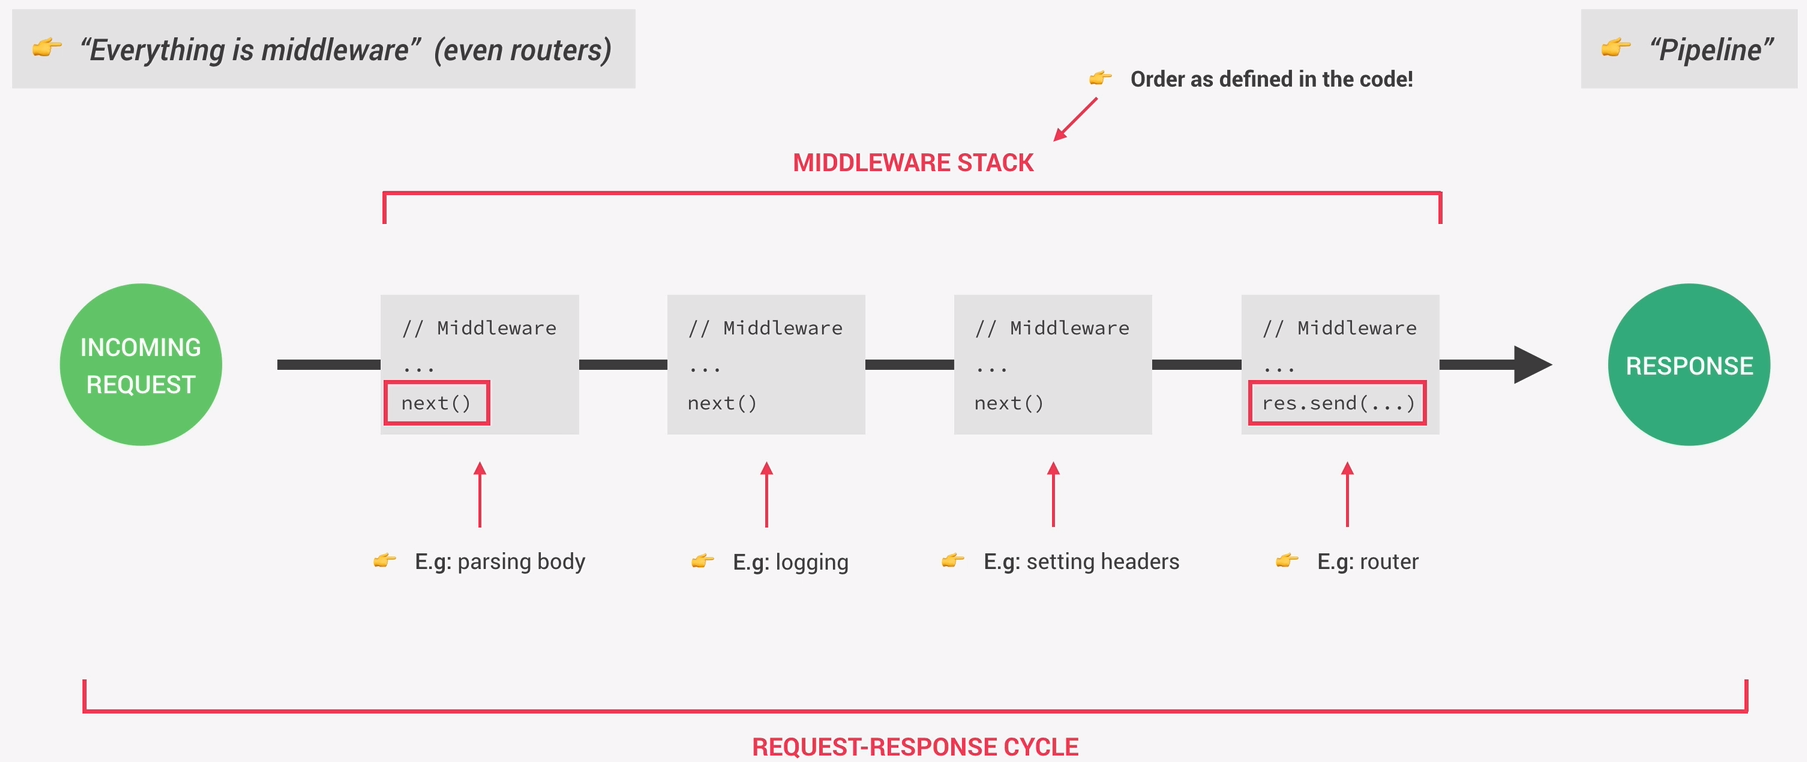 “Everything is middleware” (even routers)
“Pipeline”
Order as defined in the code!
MIDDLEWARE STACK
INCOMING
REQUEST
// Middleware
...
next()
// Middleware
...
next()
// Middleware
...
next()
// Middleware
...
res.send(...)
RESPONSE
E.g: parsing body
E.g: logging
E.g: setting headers
E.g: router
REQUEST-RESPONSE CYCLE